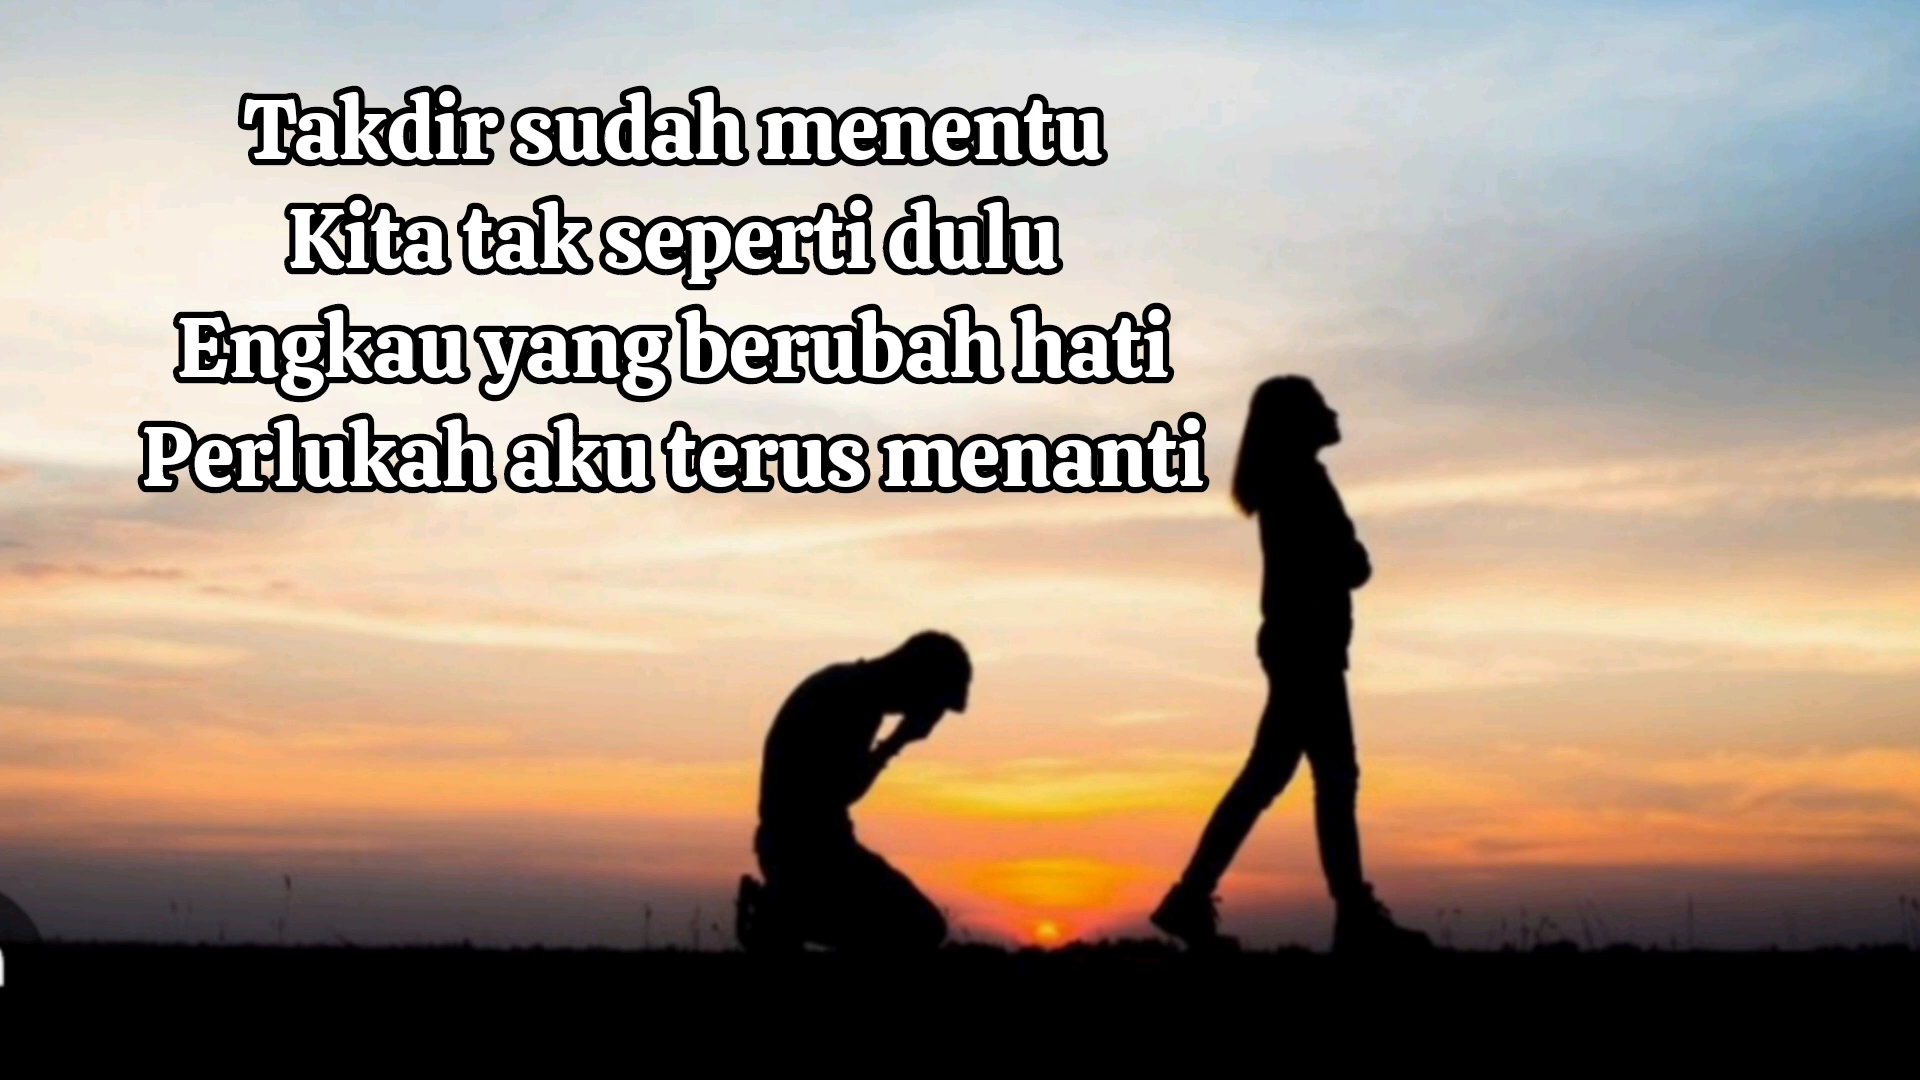 Takdir sudah menentu
Kita tak seperti dulu
Engkau yang berubah hati
Perlukah aku terus menanti